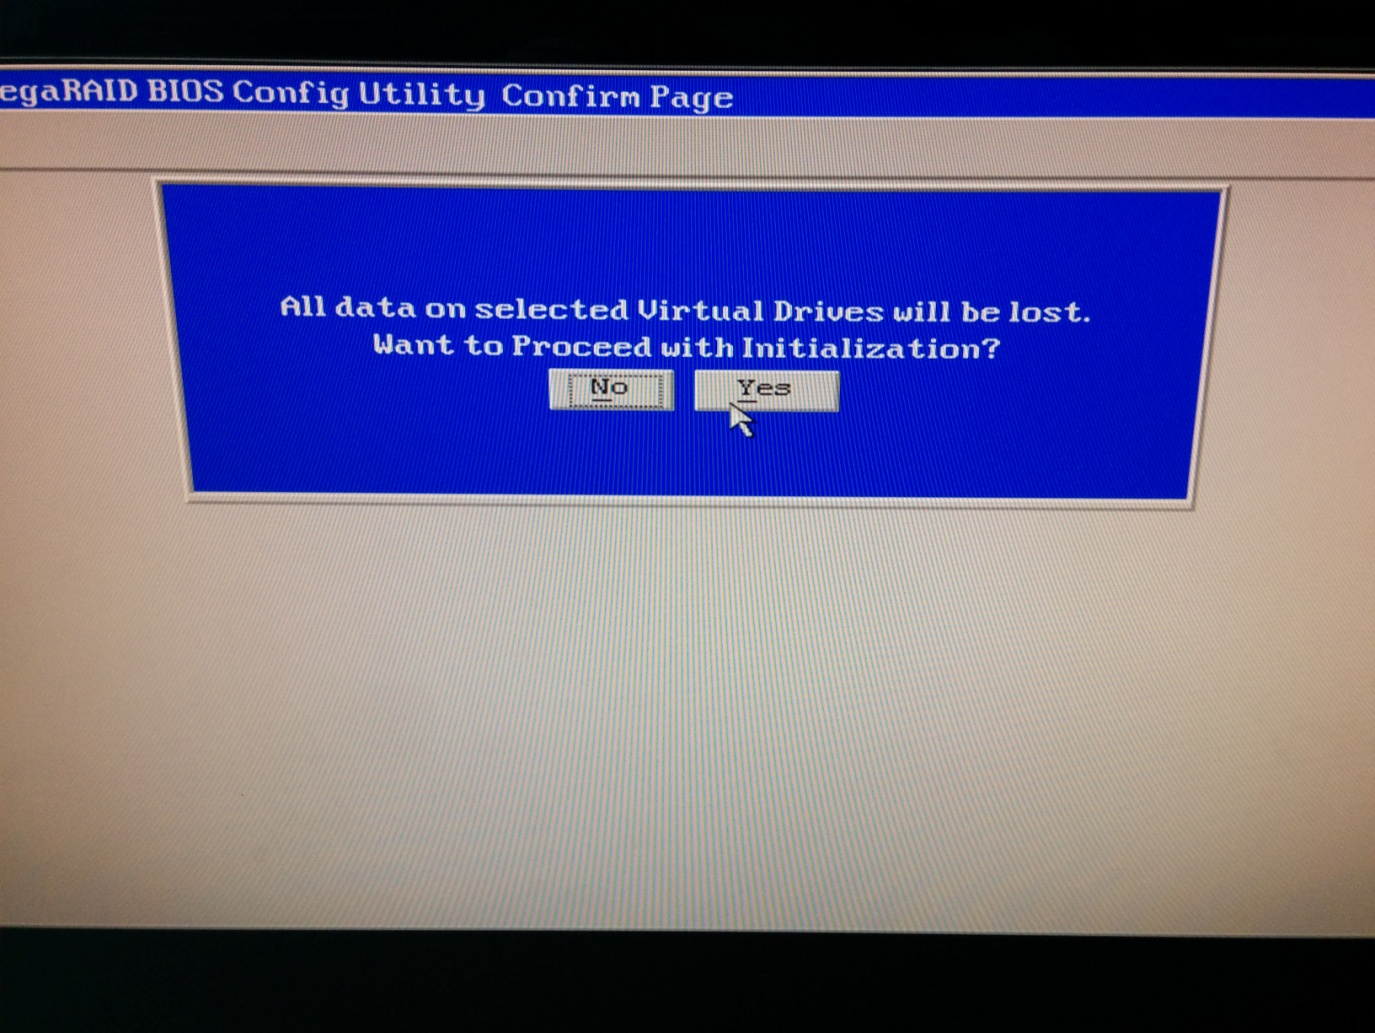 egaRAID BIOS Config Utility Confirm Page
All data on selected Virtual Drives will be lost.
Want to Proceed with Initialization?
No Yes